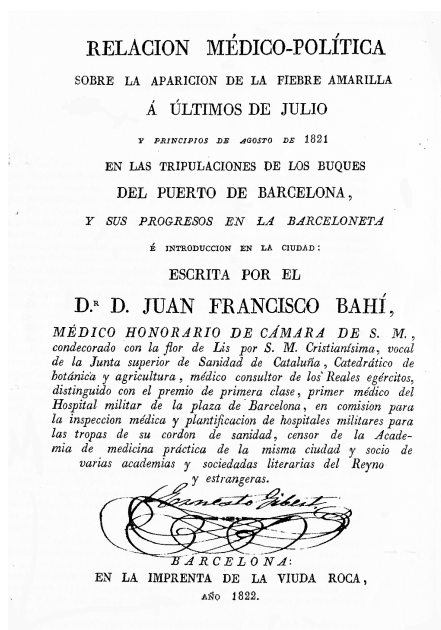 RELACION MÉDICO-POLÍTICA
SOBRE LA APARICION DE LA FIEBRE AMARILLA
Á ÚLTIMOS DE JULIO
Y PRINCIPIOS DE AGOSTO DE 1821
EN LAS TRIPULACIONES DE LOS BUQUES
DEL PUERTO DE BARCELONA,
Y SUS PROGRESOS EN LA BARCELONETA
É INTRODUCCION EN LA CIUDAD:
ESCRITA POR EL
D.R D. JUAN FRANCISCO BAHÍ,
MÉDICO HONORARIO DE CÁMARA DE S. M.,
condecorado con la flor de Lis por S. M. Cristianísima, vocal
de la Junta superior de Sanidad de Cataluña, Catedrático de
botánica y agricultura, médico consultor de los Reales egércitos,
distinguido con el premio de primera clase, primer médico del
Hospital militar de la plaza de Barcelona, en comision para
la inspeccion médica y plantificacion de hospitales militares para
las tropas de su cordon de sanidad, censor de la Acade-
mia de medicina práctica de la misma ciudad y socio de
varias academias y sociedadas literarias del Reyno
y estrangeras.
Ernesto Gibert
BARCELONA:
EN LA IMPRENTA DE LA VIUDA ROCA,
AÑO 1822.